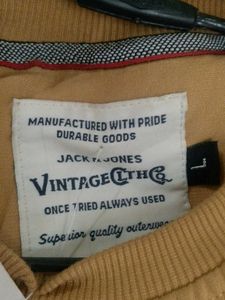 MANUFACTURED WITH PRIDE
DURABLE GOODS
JACK & JONES
VINTAGE CLTH Co.
ONCE TRIED ALWAYS USED
Superior quality outerwear
L